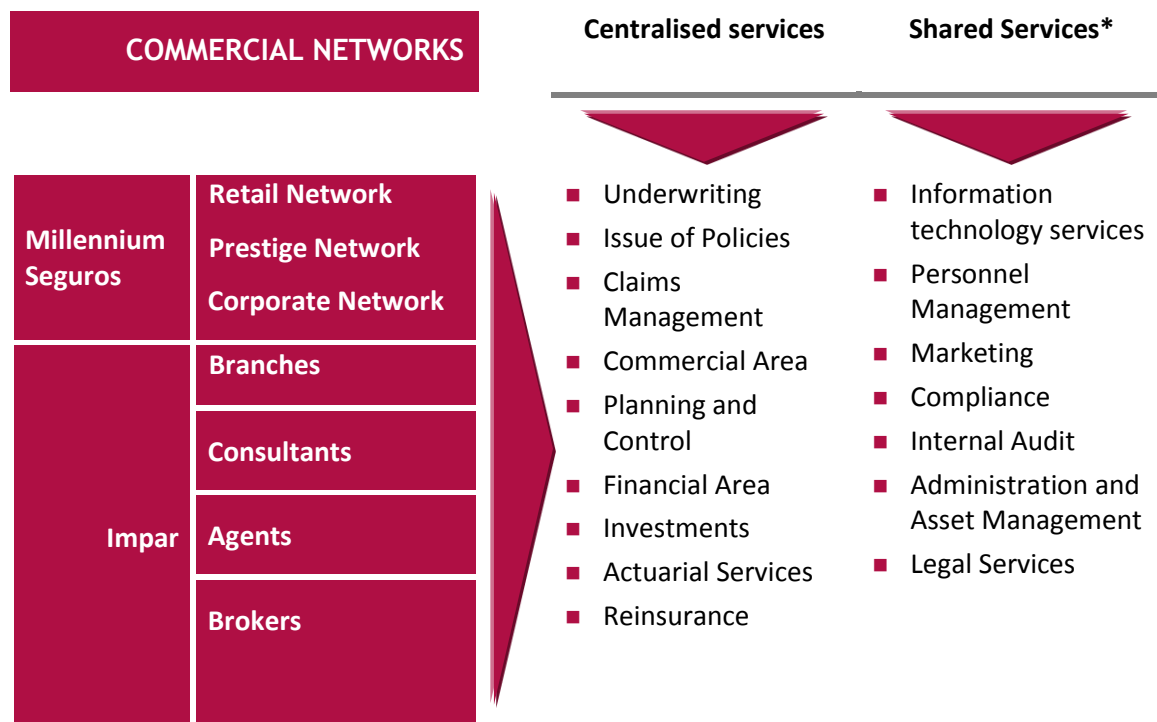 COMMERCIAL NETWORKS
Centralised services
Shared Services*
Millennium
Seguros
Retail Network
Prestige Network
Corporate Network
Impar
Branches
Consultants
Agents
Brokers
Underwriting
Issue of Policies
Claims
Management
Commercial Area
Planning and
Control
Financial Area
Investments
Actuarial Services
Reinsurance
Information
technology services
Personnel
Management
Marketing
Compliance
Internal Audit
Administration and
Asset Management
Legal Services